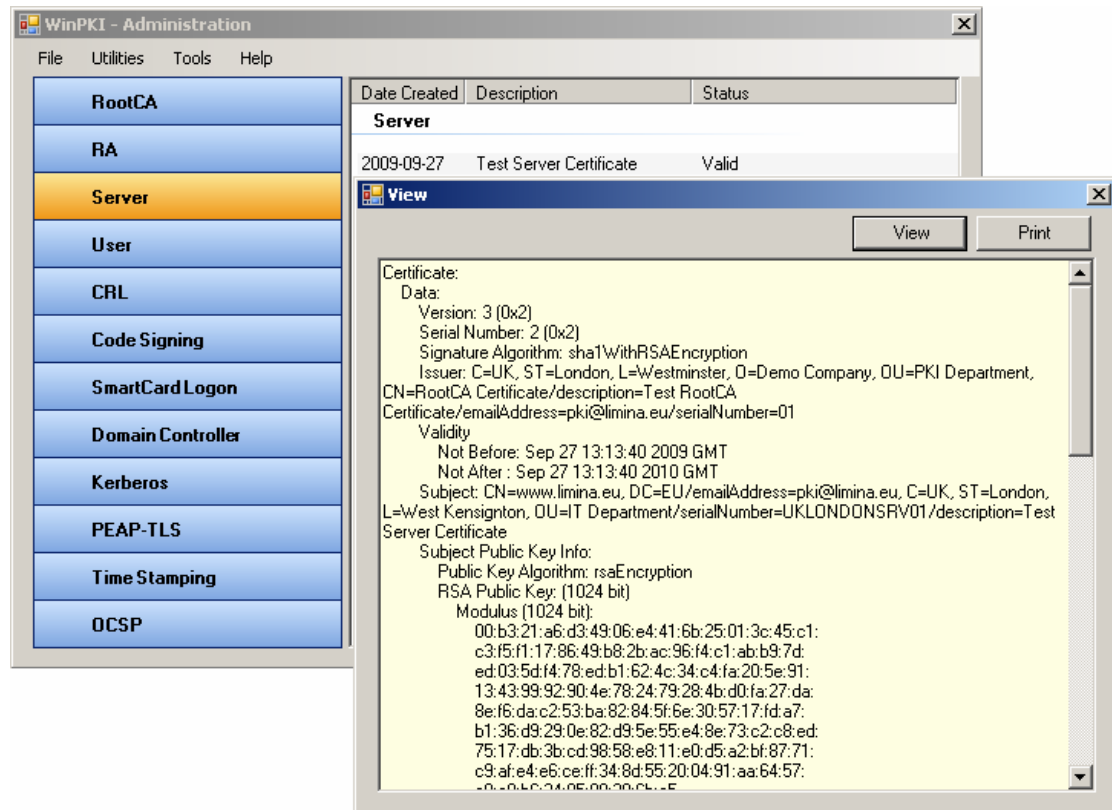 WinPKI - Administration
File Utilities Tools Help
RootCA
RA
Server
User
CRL
Code Signing
SmartCard Logon
Domain Controller
Kerberos
PEAP-TLS
Time Stamping
OCSP
Date Created Description Status
Server
2009-09-27 Test Server Certificate Valid
View
View Print
Certificate:
Data:
Version: 3 (0x2)
Serial Number: 2 (0x2)
Signature Algorithm: sha1WithRSAEncryption
Issuer: C=UK, ST=London, L=Westminster, O=Demo Company, OU=PKI Department,
CN=RootCA Certificate/description=Test RootCA
Certificate/emailAddress=pki@limina.eu/serialNumber=01
Validity
Not Before: Sep 27 13:13:40 2009 GMT
Not After : Sep 27 13:13:40 2010 GMT
Subject: CN=www.limina.eu, DC=EU/emailAddress=pki@limina.eu, C=UK, ST=London,
L=West Kensignton, OU=IT Department/serialNumber=UKLONDONSRV01/description=Test
Server Certificate
Subject Public Key Info:
Public Key Algorithm: rsaEncryption
RSA Public Key: (1024 bit)
Modulus (1024 bit):
00:b3:21:a6:d3:49:06:e4:41:6b:25:01:3c:45:c1:
c3:f5:f1:17:86:49:b8:2b:ac:96:f4:c1:ab:b9:7d:
ed:03:5d:f4:78:ed:b1:62:4c:34:c4:fa:20:5e:91:
13:43:99:92:90:4e:78:24:79:28:4b:d0:fa:27:da:
8e:f6:da:c2:53:ba:82:84:5f:6e:30:57:17:fd:a7:
b1:36:d9:29:0e:82:d9:5e:55:e4:8e:73:c2:c8:ed:
75:17:db:3b:cd:98:58:e8:11:e0:d5:a2:bf:87:71:
c9:af:e4:e6:ce:ff:34:8d:55:20:04:91:aa:64:57: